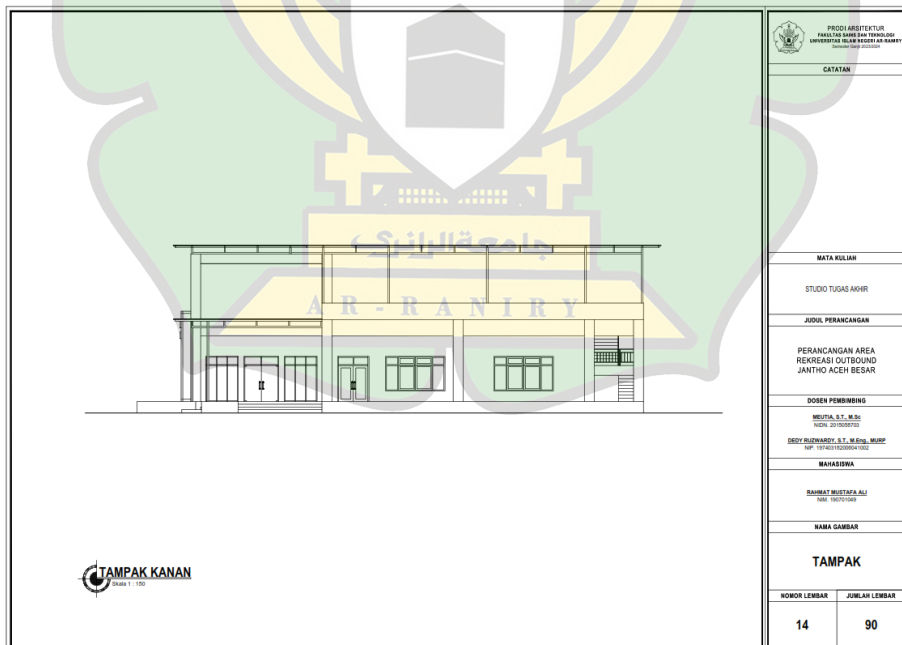 جامعة الرانري
AR-RANIRY
TAMPAK KANAN
Skala 1 : 150
PRODI ARSITEKTUR
FAKULTAS SAINS DAN TEKNOLOGI
UNIVERSITAS ISLAM NEGERI AR-RANIRY
Semester Ganjil 2023/2024
CATATAN
MATA KULIAH
STUDIO TUGAS AKHIR
JUDUL PERANCANGAN
PERANCANGAN AREA
REKREASI OUTBOUND
JANTHO ACEH BESAR
DOSEN PEMBIMBING
MEUTIA, S.T., M.Sc
NIDN. 2015058703
DEDY RUZWARDY, S.T., M.Eng., MURP
NIP. 197403182006041002
MAHASISWA
RAHMAT MUSTAFA ALI
NIM. 190701049
NAMA GAMBAR
TAMPAK
NOMOR LEMBAR
JUMLAH LEMBAR
14
90